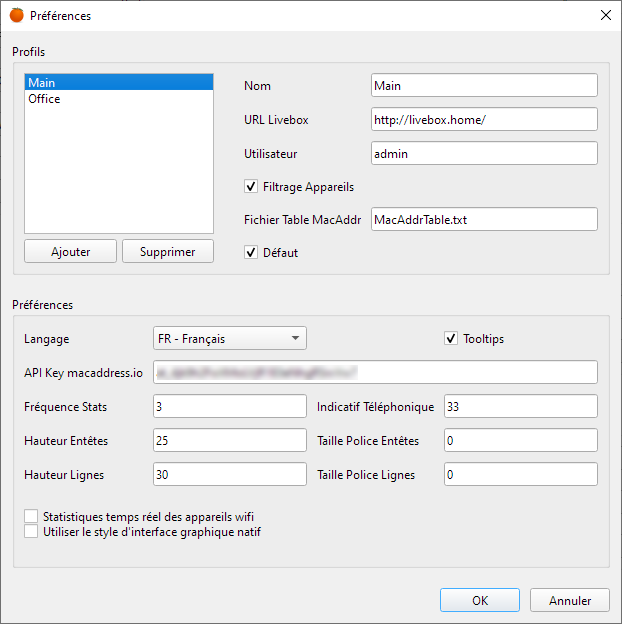 Préférences
Profils
Main
Office
Ajouter
Supprimer
Nom
Main
URL Livebox
http://livebox.home/
Utilisateur
admin
Filtrage Appareils
Fichier Table MacAddr
MacAddrTable.txt
Défaut
Préférences
Langage
FR - Français
Tooltips
API Key macaddress.io
Fréquence Stats
3
Indicatif Téléphonique
33
Hauteur Entêtes
25
Taille Police Entêtes
0
Hauteur Lignes
30
Taille Police Lignes
0
Statistiques temps réel des appareils wifi
Utiliser le style d'interface graphique natif
OK
Annuler